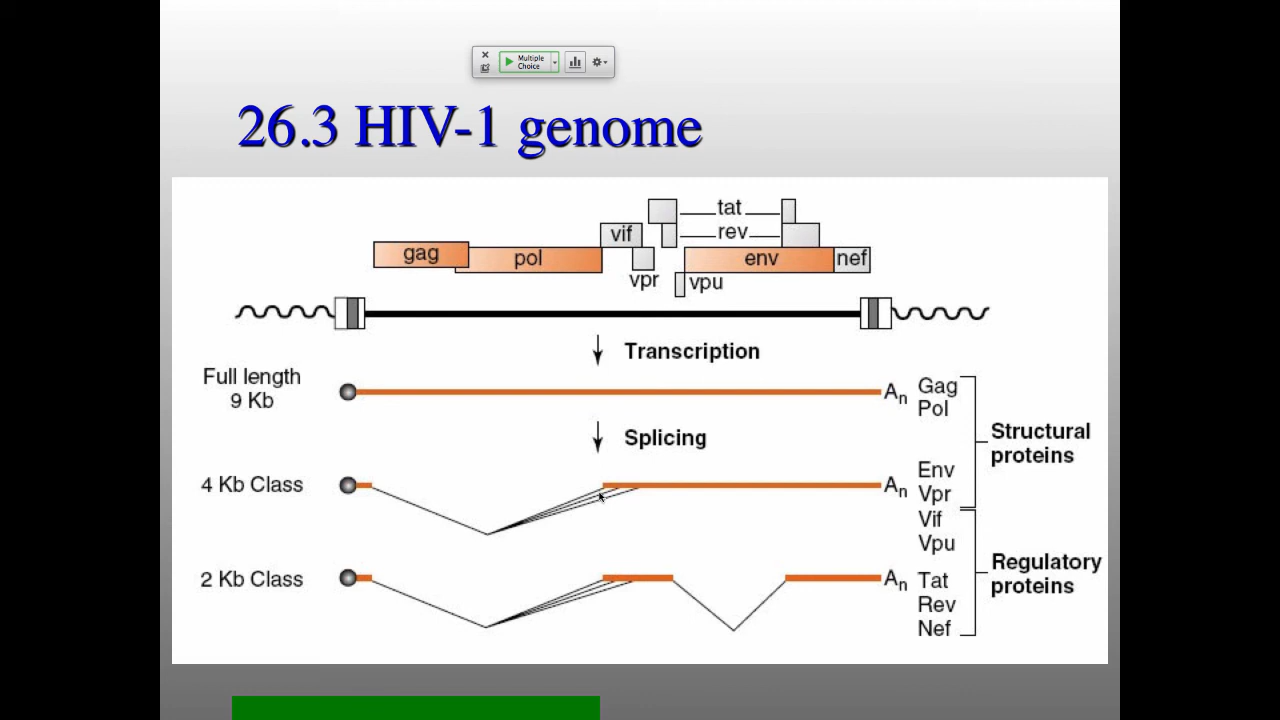 Multiple
Choice
26.3 HIV-1 genome
tat
rev
vif
gag
pol
env
nef
vpr
vpu
Transcription
Full length
9 Kb
An
Gag
Pol
Splicing
Structural
proteins
4 Kb Class
An
Env
Vpr
Vif
Vpu
Regulatory
proteins
2 Kb Class
An
Tat
Rev
Nef